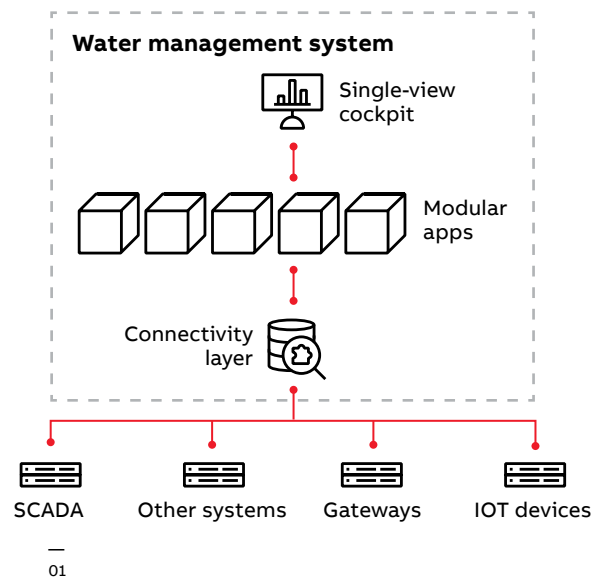 Water management system
Single-view
cockpit
Modular
apps
Connectivity
layer
SCADA
Other systems
Gateways
IOT devices
—
01